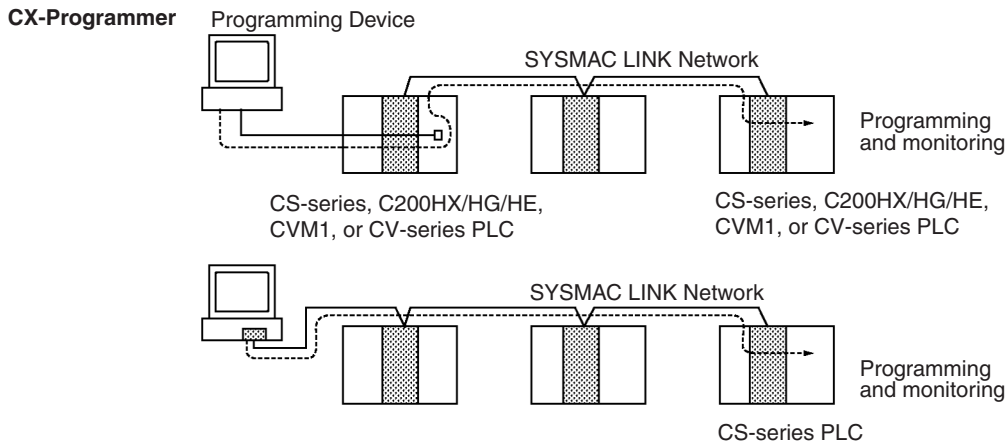 CX-Programmer
Programming Device
SYSMAC LINK Network
Programming
and monitoring
CS-series, C200HX/HG/HE,
CVM1, or CV-series PLC
CS-series, C200HX/HG/HE,
CVM1, or CV-series PLC
SYSMAC LINK Network
Programming
and monitoring
CS-series PLC